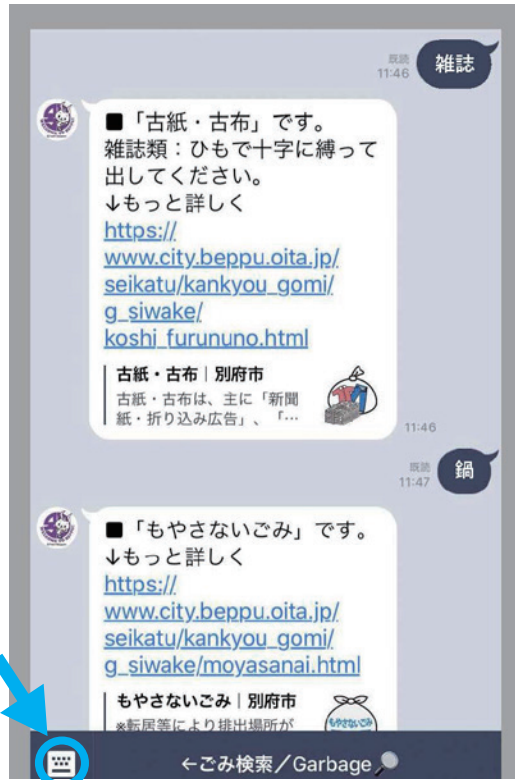 既読
11:46
雑誌
■「古紙・古布」です。
雑誌類：ひもで十字に縛って
出してください。
↓もっと詳しく
https://
www.city.beppu.oita.jp/
seikatu/kankyou_gomi/
g_siwake/
koshi_furununo.html
古紙・古布｜別府市
古紙・古布は、主に「新聞
紙・折り込み広告」、「…
11:46
既読
11:47
鍋
■「もやさないごみ」です。
↓もっと詳しく
https://
www.city.beppu.oita.jp/
seikatu/kankyou_gomi/
g_siwake/moyasanai.html
もやさないごみ｜別府市
※転居等により排出場所が
もやさないごみ
←ごみ検索／Garbage🔎